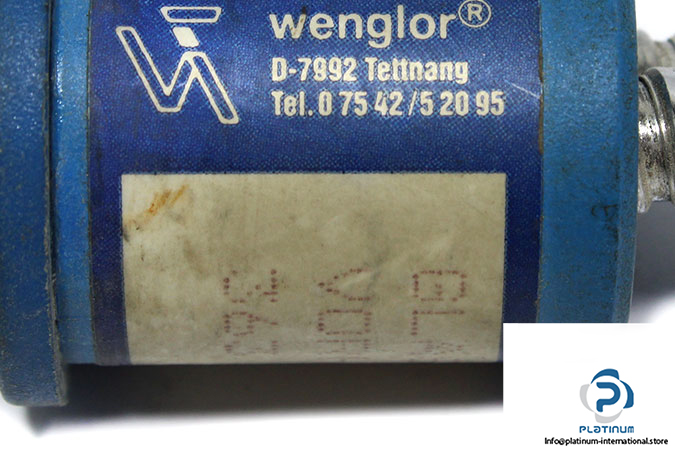 wenglor®
D-7992 Tettnang
Tel. 0 75 42/5 20 95
PLATINUM
Info@platinum-international.store